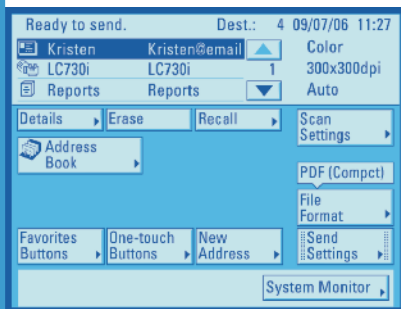 Ready to send. Dest.: 4 09/07/06 11:27
Kristen Kristen@email Color
LC730i LC730i 1 300x300dpi
Reports Reports Auto
Details Erase Recall Scan
Settings
Address
Book
PDF (Compct)
File
Format
Favorites One-touch New Send
Buttons Buttons Address Settings
System Monitor